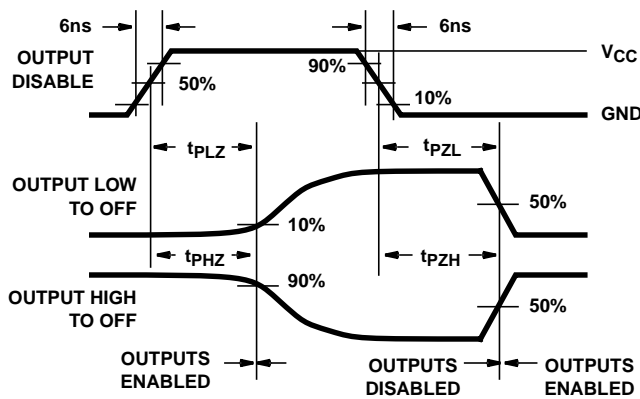 6ns
6ns
OUTPUT
DISABLE
50%
90%
10%
VCC
GND
tPLZ
tPZL
OUTPUT LOW
TO OFF
10%
50%
tPHZ
tPZH
90%
OUTPUT HIGH
TO OFF
50%
OUTPUTS
ENABLED
OUTPUTS
DISABLED
OUTPUTS
ENABLED